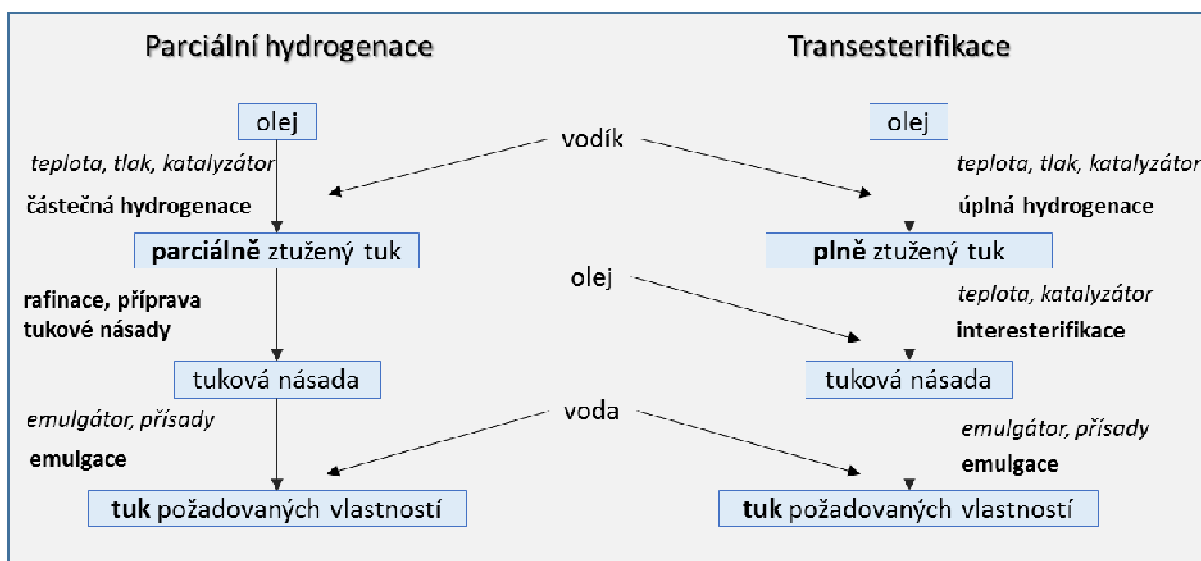 Parciální hydrogenace
Transesterifikace
olej
olej
vodík
teplota, tlak, katalyzátor
teplota, tlak, katalyzátor
částečná hydrogenace
úplná hydrogenace
parciálně ztužený tuk
plně ztužený tuk
olej
rafinace, příprava
tukové násady
teplota, katalyzátor
interesterifikace
tuková násada
tuková násada
voda
emulgátor, přísady
emulgátor, přísady
emulgace
emulgace
tuk požadovaných vlastností
tuk požadovaných vlastností